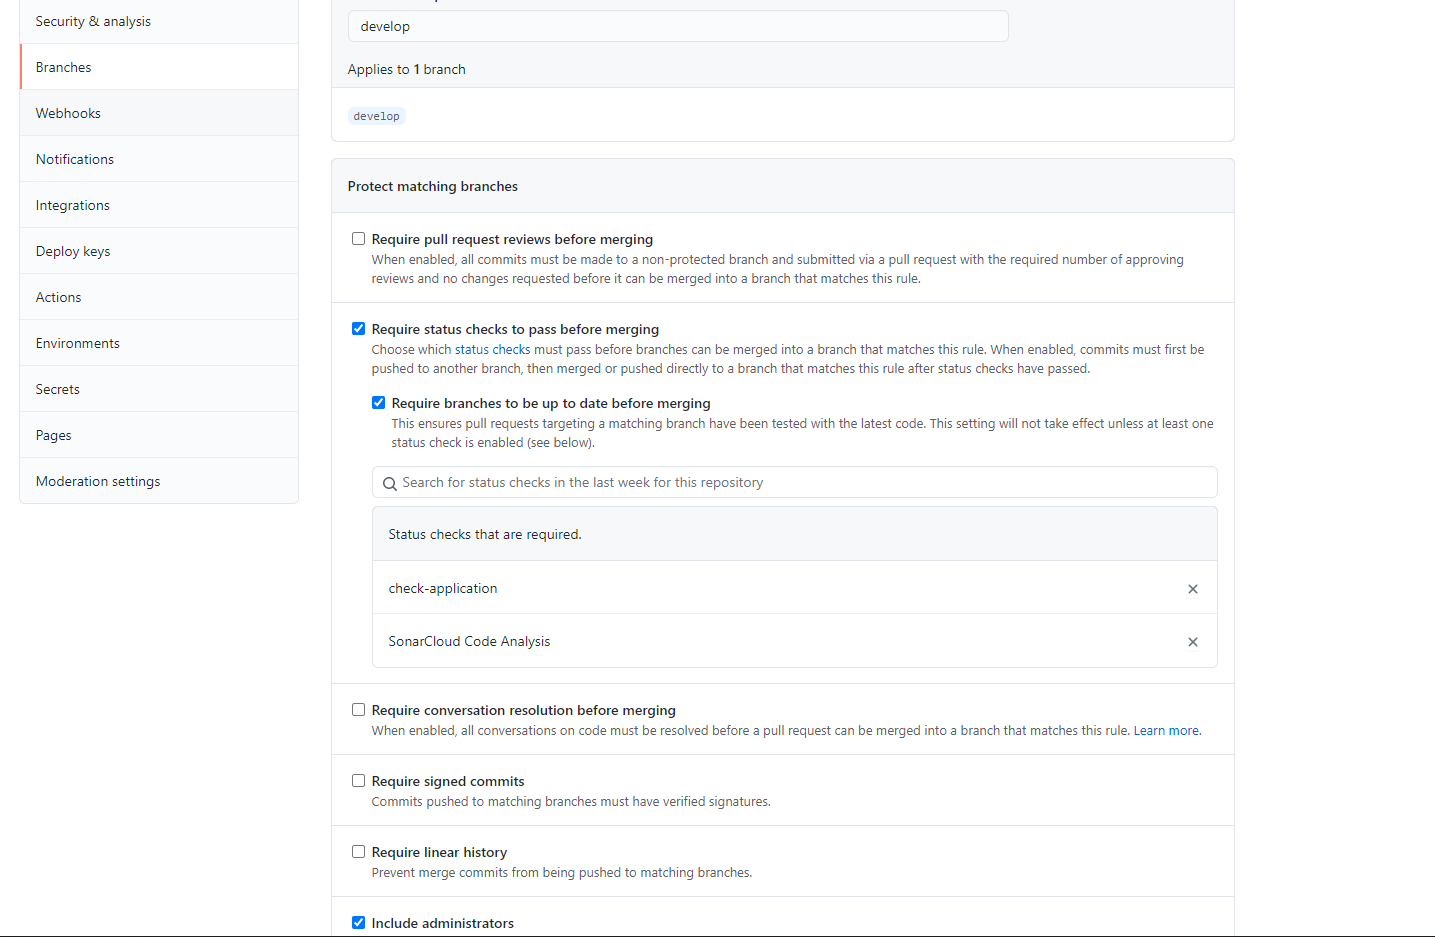 Security & analysis
Branches
Webhooks
Notifications
Integrations
Deploy keys
Actions
Environments
Secrets
Pages
Moderation settings
develop
Applies to 1 branch
develop
Protect matching branches
Require pull request reviews before merging
When enabled, all commits must be made to a non-protected branch and submitted via a pull request with the required number of approving
reviews and no changes requested before it can be merged into a branch that matches this rule.
Require status checks to pass before merging
Choose which status checks must pass before branches can be merged into a branch that matches this rule. When enabled, commits must first be
pushed to another branch, then merged or pushed directly to a branch that matches this rule after status checks have passed.
Require branches to be up to date before merging
This ensures pull requests targeting a matching branch have been tested with the latest code. This setting will not take effect unless at least one
status check is enabled (see below).
Search for status checks in the last week for this repository
Status checks that are required.
check-application
SonarCloud Code Analysis
Require conversation resolution before merging
When enabled, all conversations on code must be resolved before a pull request can be merged into a branch that matches this rule. Learn more.
Require signed commits
Commits pushed to matching branches must have verified signatures.
Require linear history
Prevent merge commits from being pushed to matching branches.
Include administrators